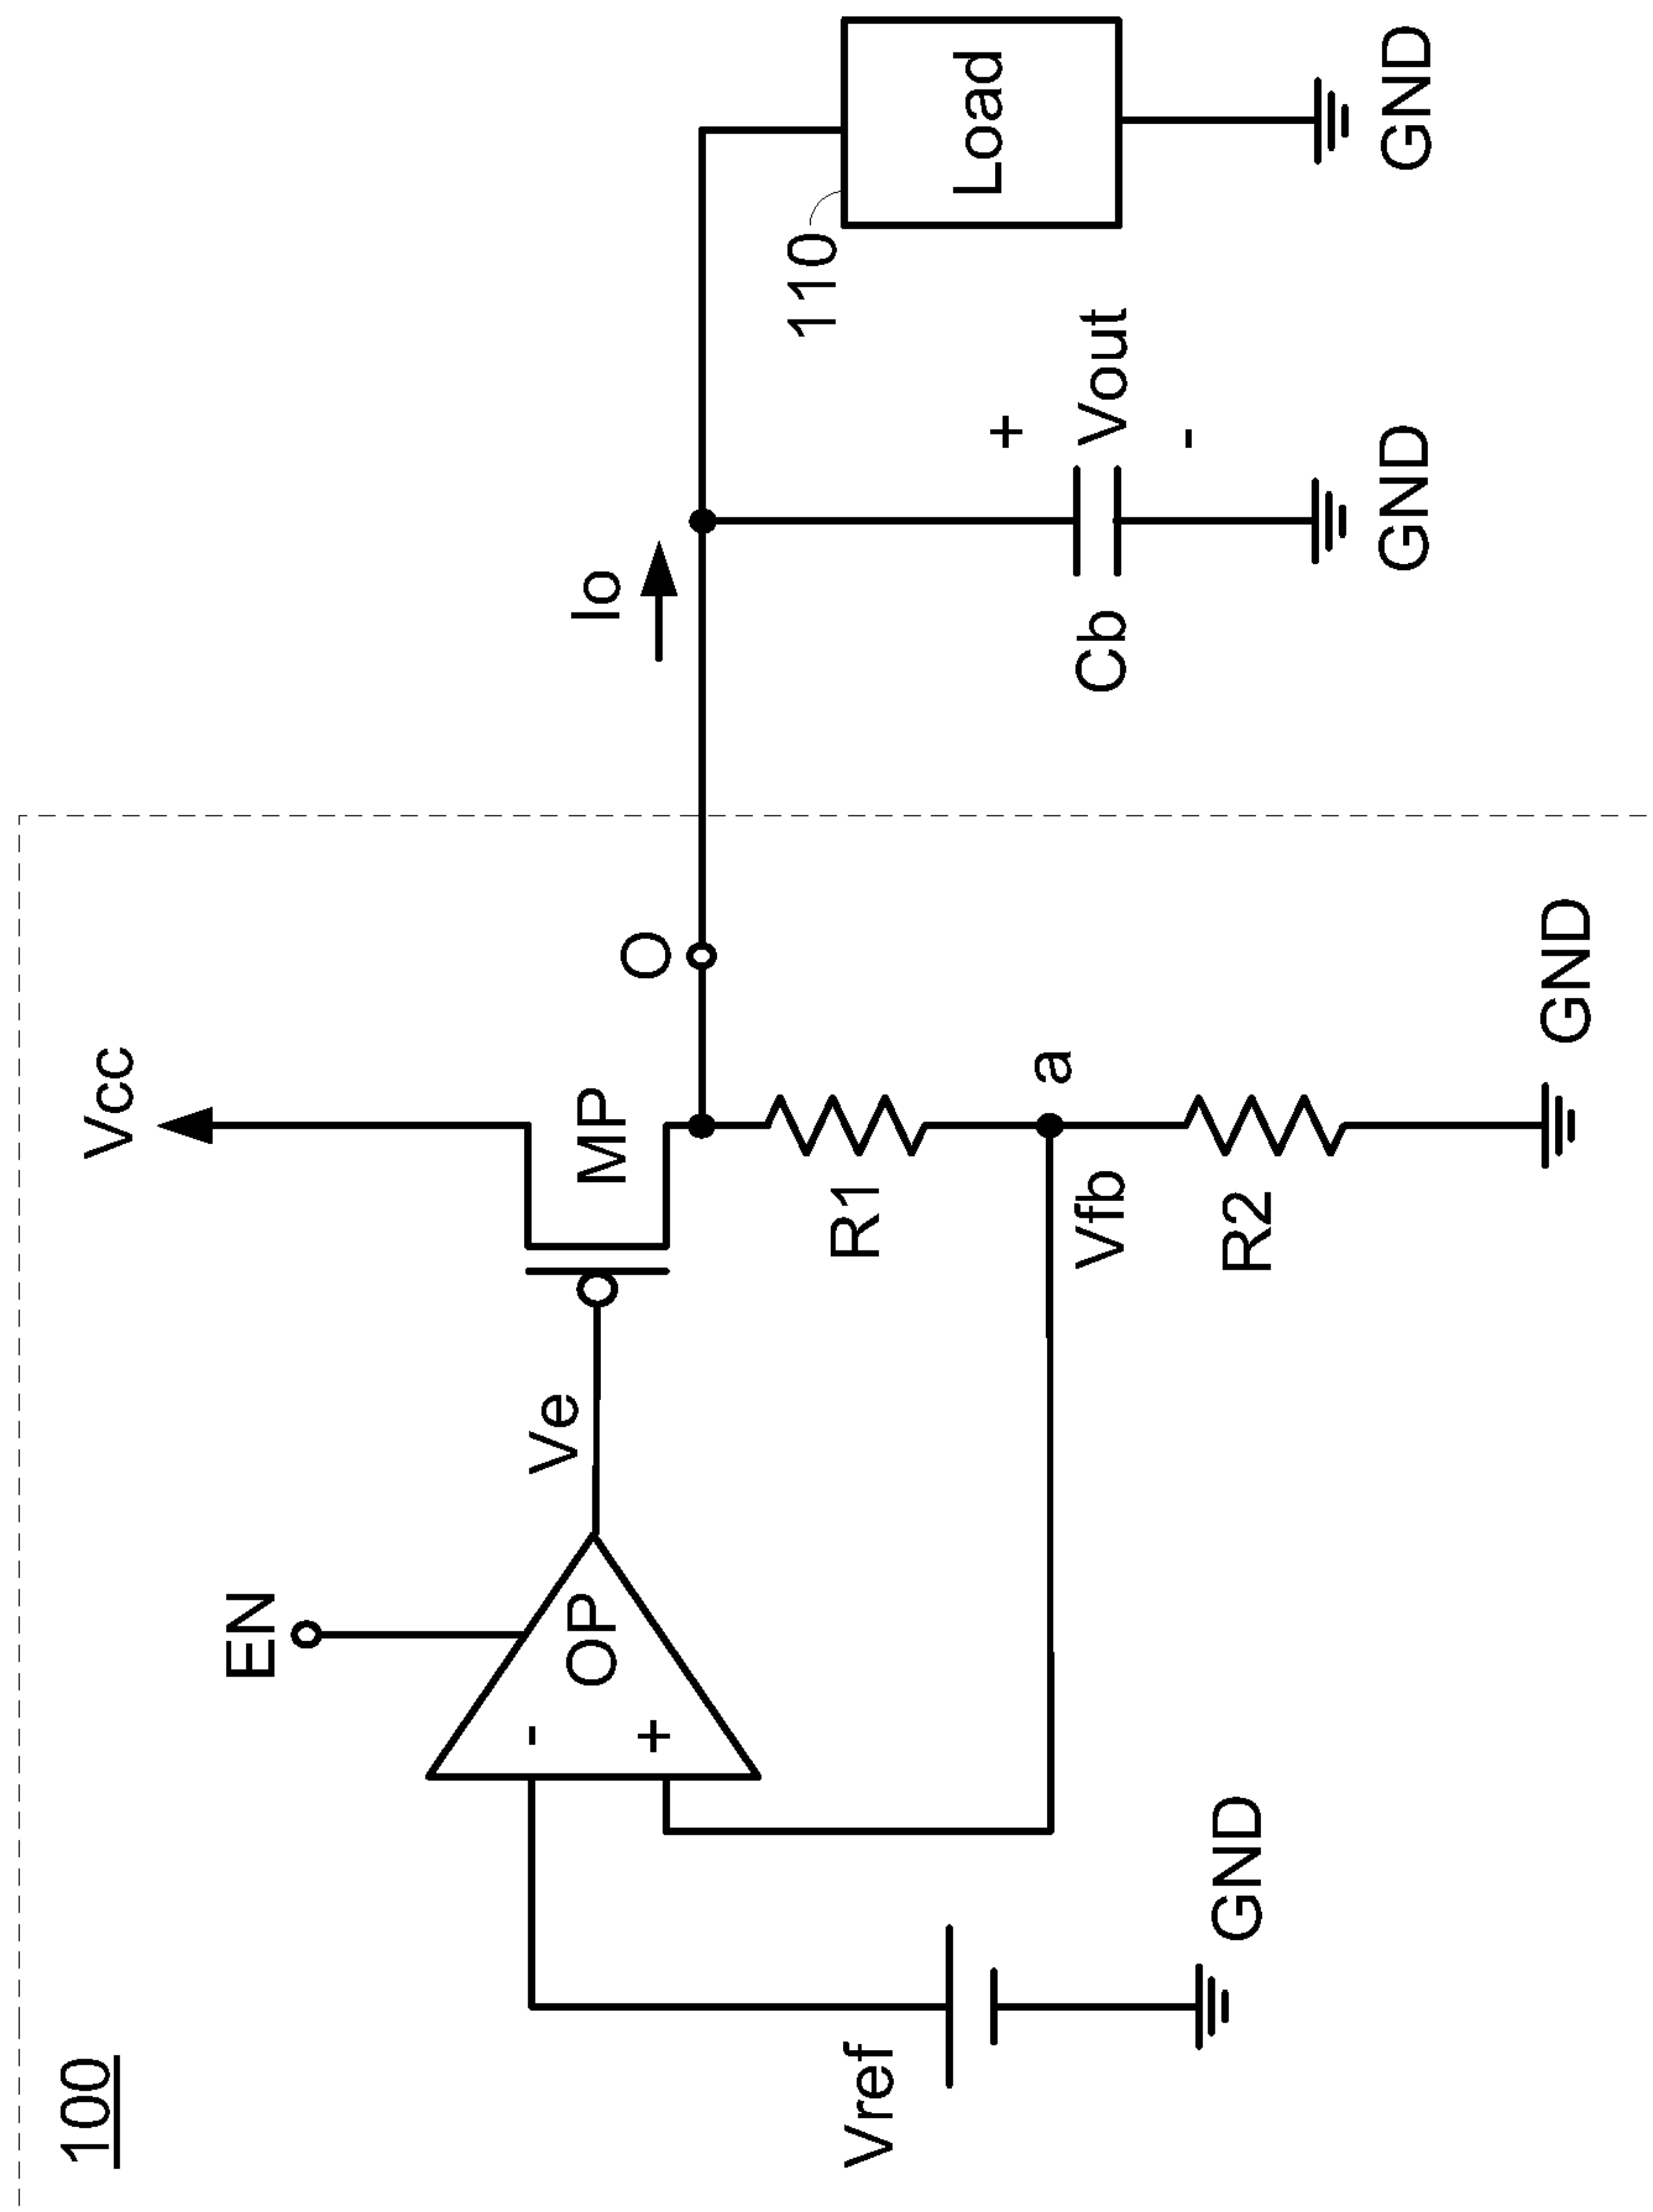 100
Vcc
EN
Ve
MP
O
Io
-
OP
+
R1
110
Load
Vref
Vfb
a
Cb
+
Vout
-
R2
GND
GND
GND
GND